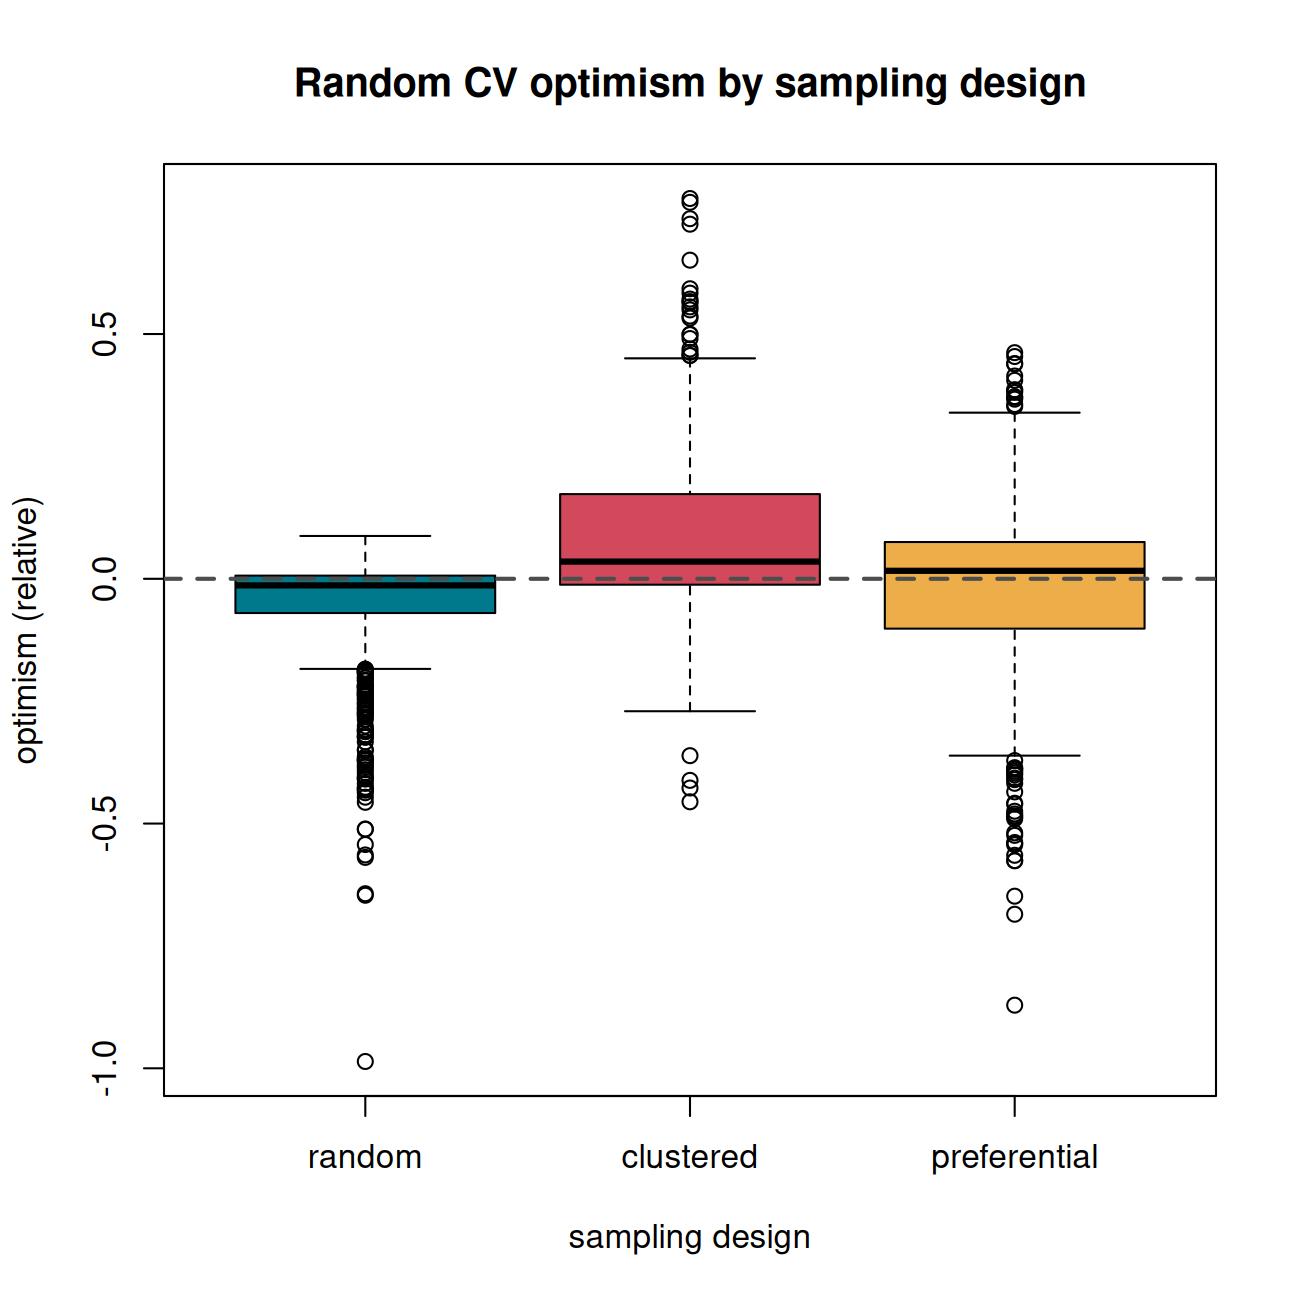 Random CV optimism by sampling design
optimism (relative)
0.5
0.0
-0.5
-1.0
random
clustered
preferential
sampling design